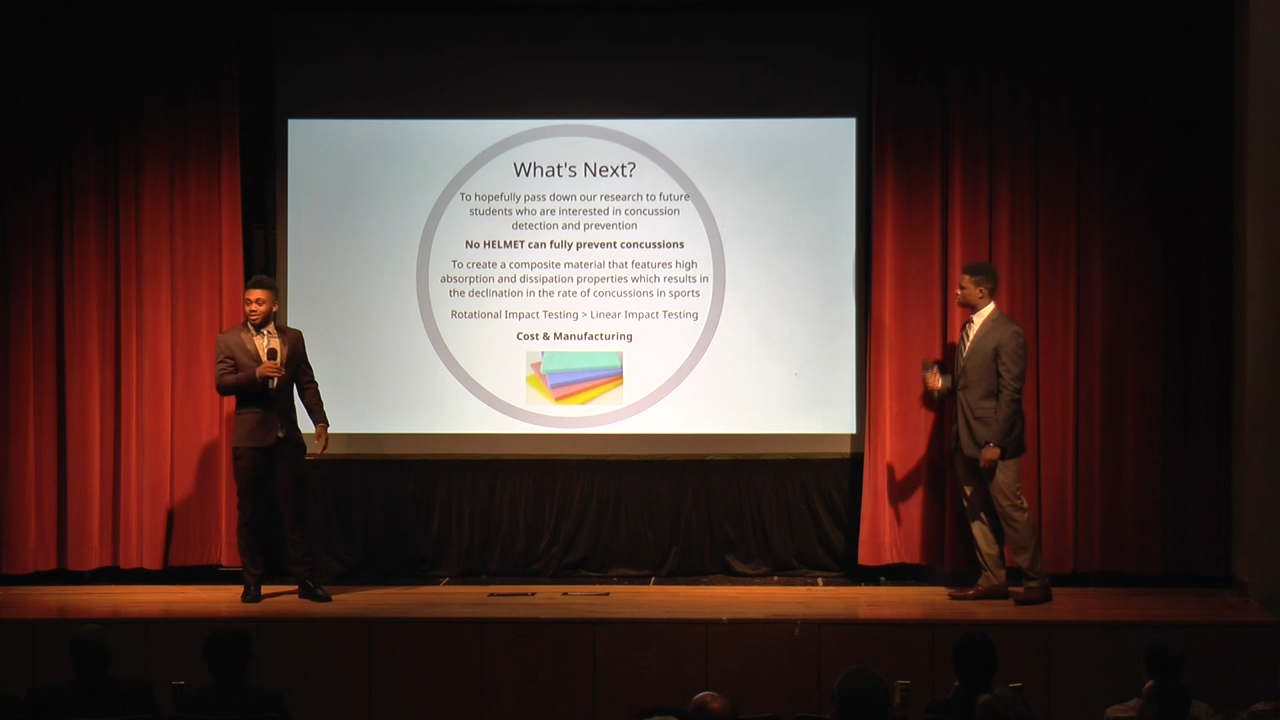 What's Next?
To hopefully pass down our research to future
students who are interested in concussion
detection and prevention
No HELMET can fully prevent concussions
To create a composite material that features high
absorption and dissipation properties which results in
the declination in the rate of concussions in sports
Rotational Impact Testing > Linear Impact Testing
Cost & Manufacturing